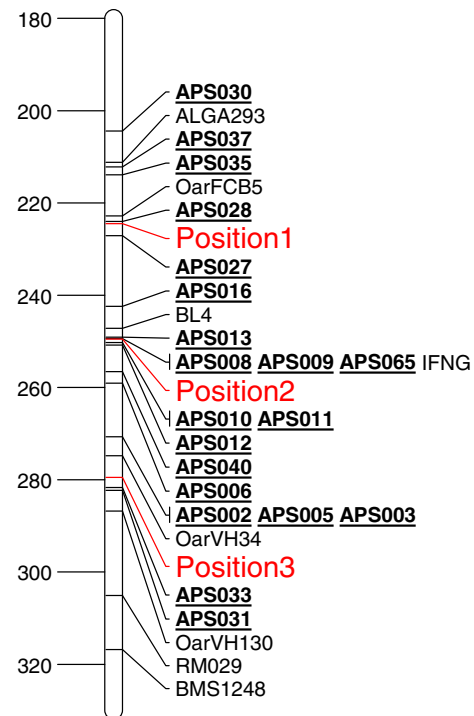 180
APS030
200
ALGA293
APS037
APS035
OarFCB5
220
APS028
Position1
APS027
APS016
240
BL4
APS013
APS008 APS009 APS065 IFNG
260
Position2
APS010 APS011
APS012
APS040
280
APS006
APS002 APS005 APS003
OarVH34
300
Position3
APS033
APS031
OarVH130
320
RM029
BMS1248